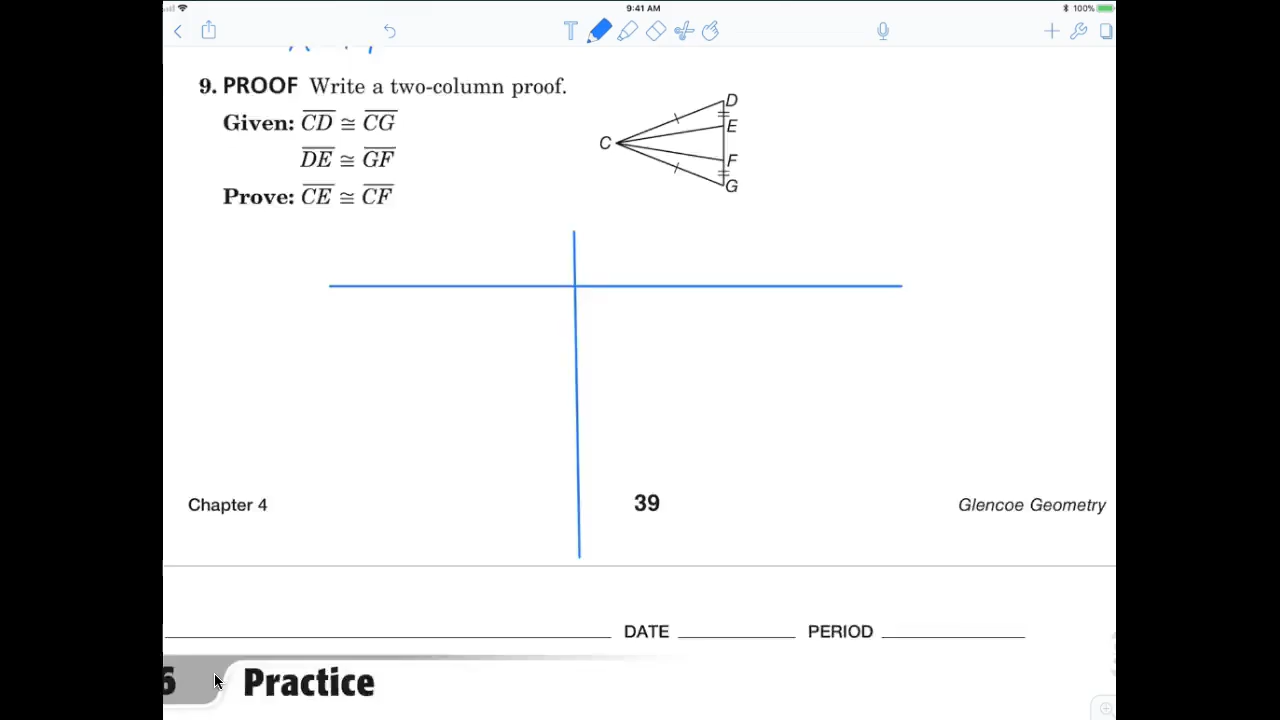 9:41 AM
100%
T
9. PROOF Write a two-column proof.
Given: CD ≅ CG
DE ≅ GF
Prove: CE ≅ CF
D
E
C
F
G
Chapter 4
39
Glencoe Geometry
DATE
PERIOD
6
Practice